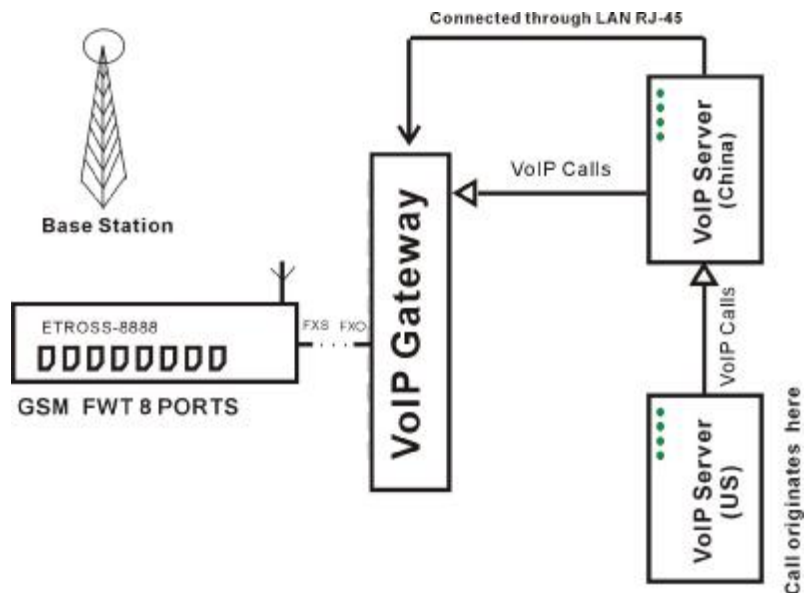 Connected through LAN RJ-45
Base Station
VoIP Calls
VoIP Server
(China)
VoIP Gateway
ETROSS-8888
FXS
FXO
GSM FWT 8 PORTS
VoIP Calls
VoIP Server
(US)
Call originates here